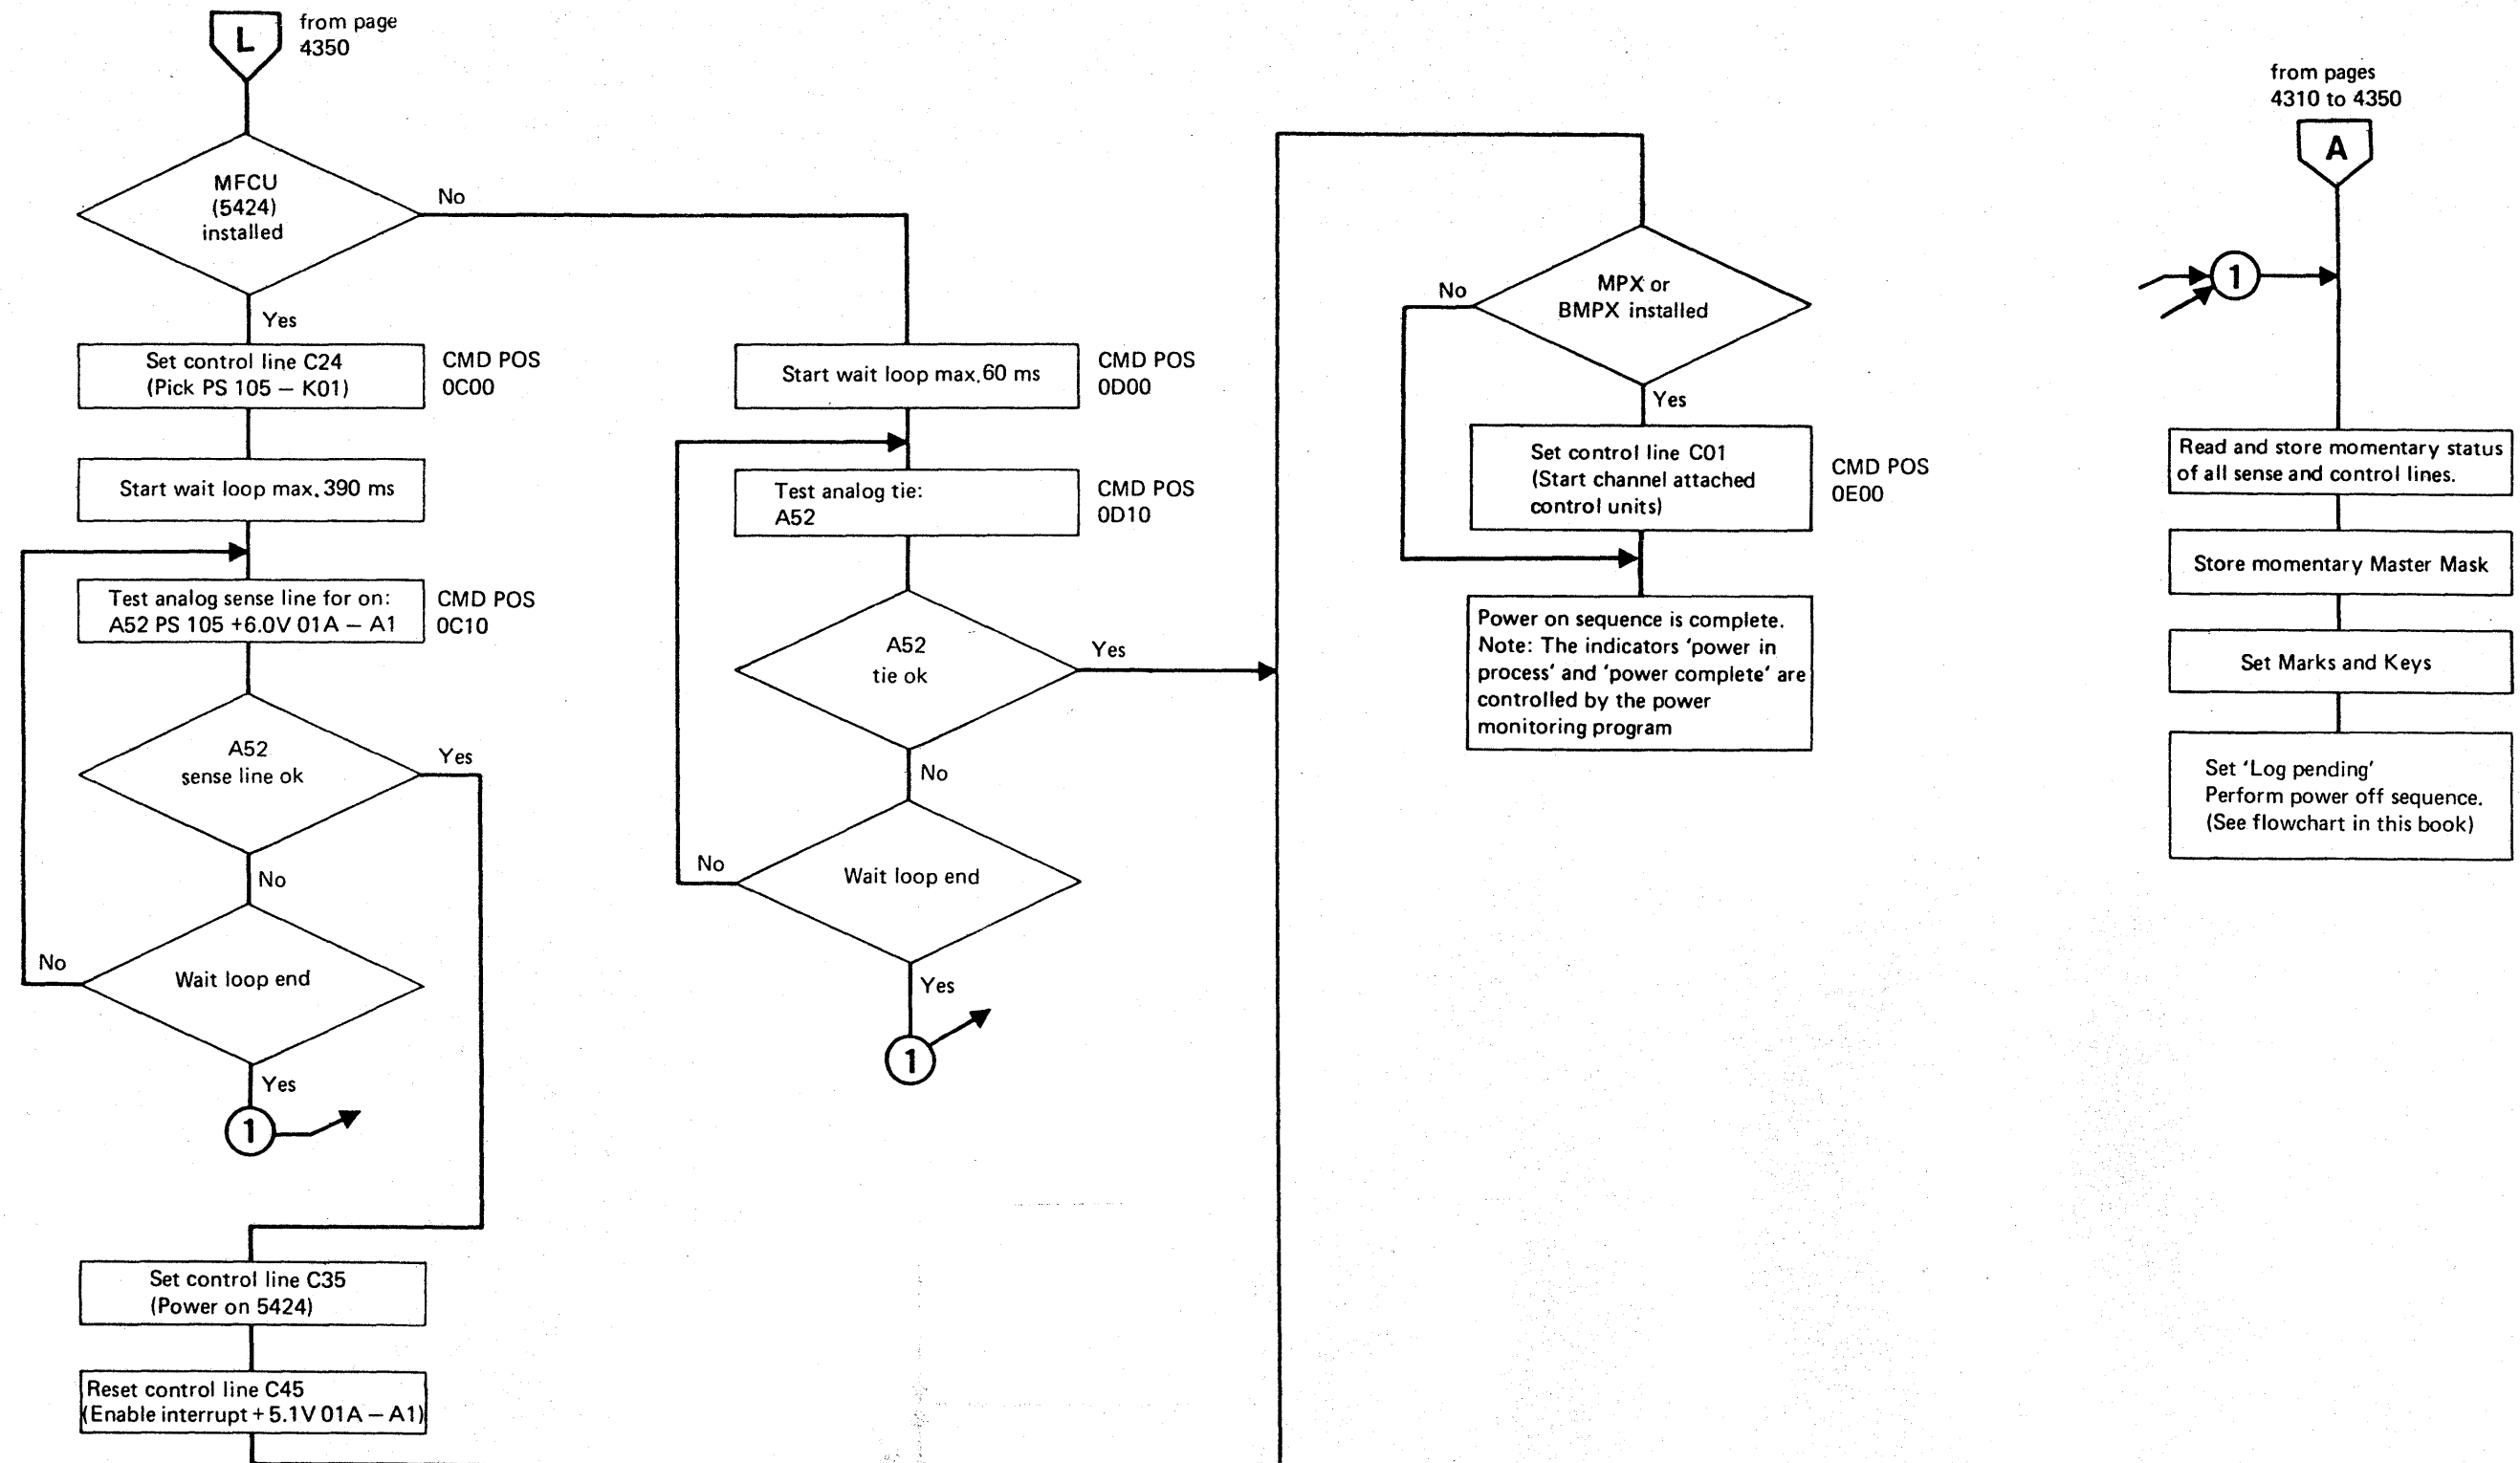 L
from page
4350
MFCU
(5424)
installed
No
Yes
Set control line C24
(Pick PS 105 — K01)
CMD POS
0C00
Start wait loop max. 390 ms
Test analog sense line for on:
A52 PS 105 +6.0V 01A — A1
CMD POS
0C10
A52
sense line ok
Yes
No
Wait loop end
No
Yes
1
Set control line C35
(Power on 5424)
Reset control line C45
(Enable interrupt + 5.1V 01A — A1)
Start wait loop max. 60 ms
CMD POS
0D00
Test analog tie:
A52
CMD POS
0D10
A52
tie ok
Yes
No
Wait loop end
No
Yes
1
MPX or
BMPX installed
No
Yes
Set control line C01
(Start channel attached
control units)
CMD POS
0E00
Power on sequence is complete.
Note: The indicators 'power in
process' and 'power complete' are
controlled by the power
monitoring program
from pages
4310 to 4350
A
1
Read and store momentary status
of all sense and control lines.
Store momentary Master Mask
Set Marks and Keys
Set 'Log pending'
Perform power off sequence.
(See flowchart in this book)